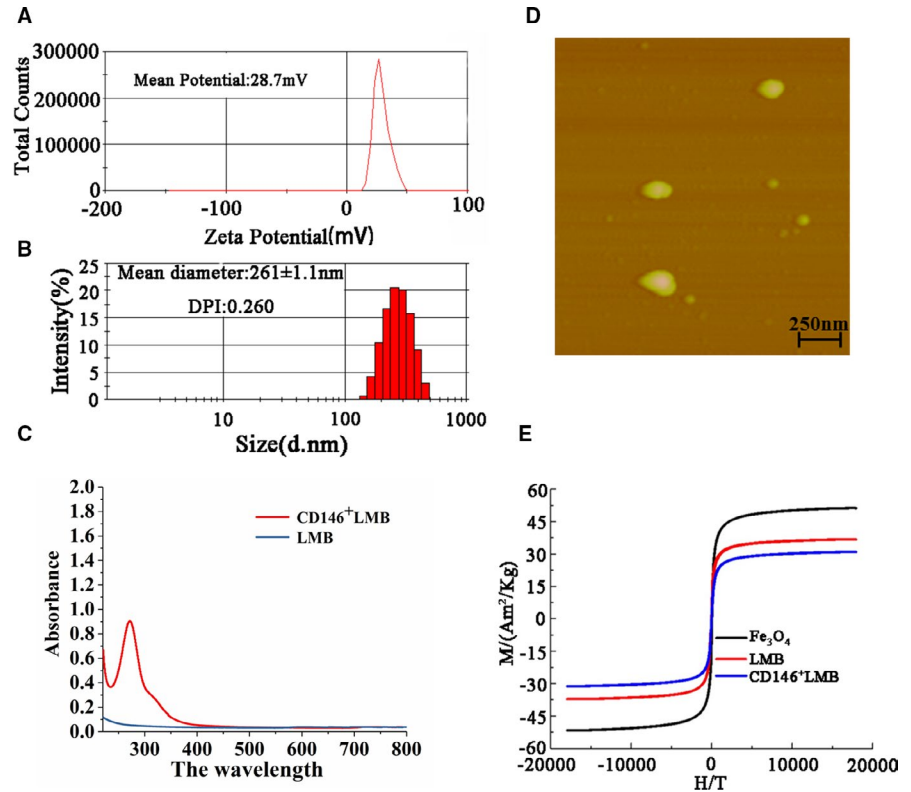 A
300000
200000
100000
0
Total Counts
Mean Potential:28.7mV
-200
-100
0
100
Zeta Potential(mV)
B
25
20
15
10
5
0
Intensity(%)
Mean diameter:261±1.1nm
DPI:0.260
10
100
1000
Size(d.nm)
C
2.0
1.8
1.6
1.4
1.2
1.0
0.8
0.6
0.4
0.2
0.0
Absorbance
CD146⁺LMB
LMB
300
400
500
600
700
800
The wavelength
D
250nm
E
60
45
30
15
0
-15
-30
-45
-60
M/(Am²/Kg)
Fe₃O₄
LMB
CD146⁺LMB
-20000
-10000
0
10000
20000
H/T